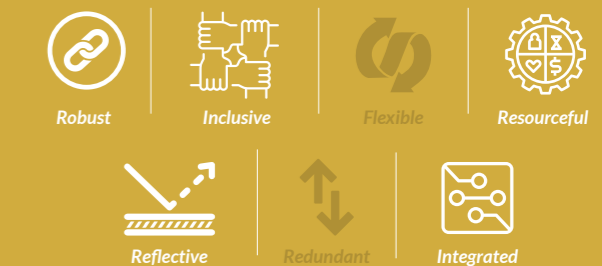 Robust
Inclusive
Flexible
Resourceful
$
Reflective
Redundant
Integrated